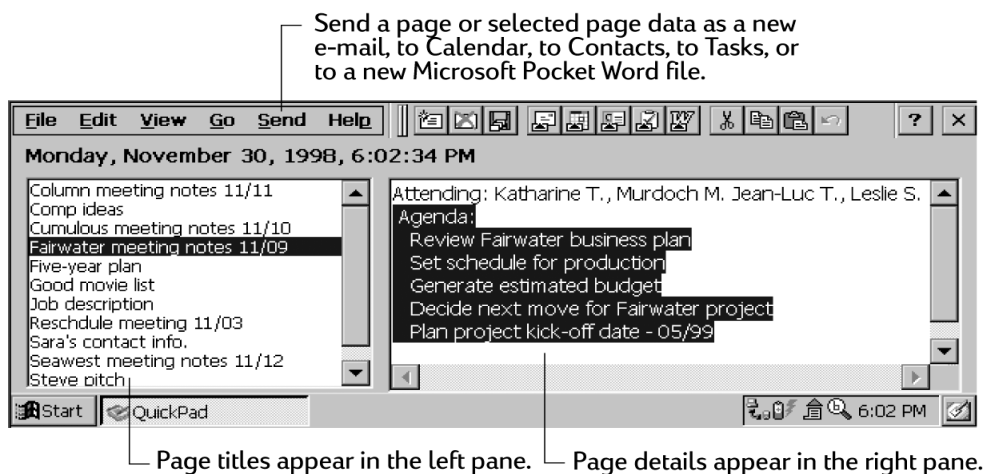 Send a page or selected page data as a new
e-mail, to Calendar, to Contacts, to Tasks, or
to a new Microsoft Pocket Word file.
File Edit View Go Send Help ? ×
Monday, November 30, 1998, 6:02:34 PM
Column meeting notes 11/11
Comp ideas
Cumulous meeting notes 11/10
Fairwater meeting notes 11/09
Five-year plan
Good movie list
Job description
Reschdule meeting 11/03
Sara's contact info.
Seawest meeting notes 11/12
Steve pitch
Attending: Katharine T., Murdoch M. Jean-Luc T., Leslie S.
Agenda:
Review Fairwater business plan
Set schedule for production
Generate estimated budget
Decide next move for Fairwater project
Plan project kick-off date - 05/99
Start QuickPad 6:02 PM
Page titles appear in the left pane.
Page details appear in the right pane.